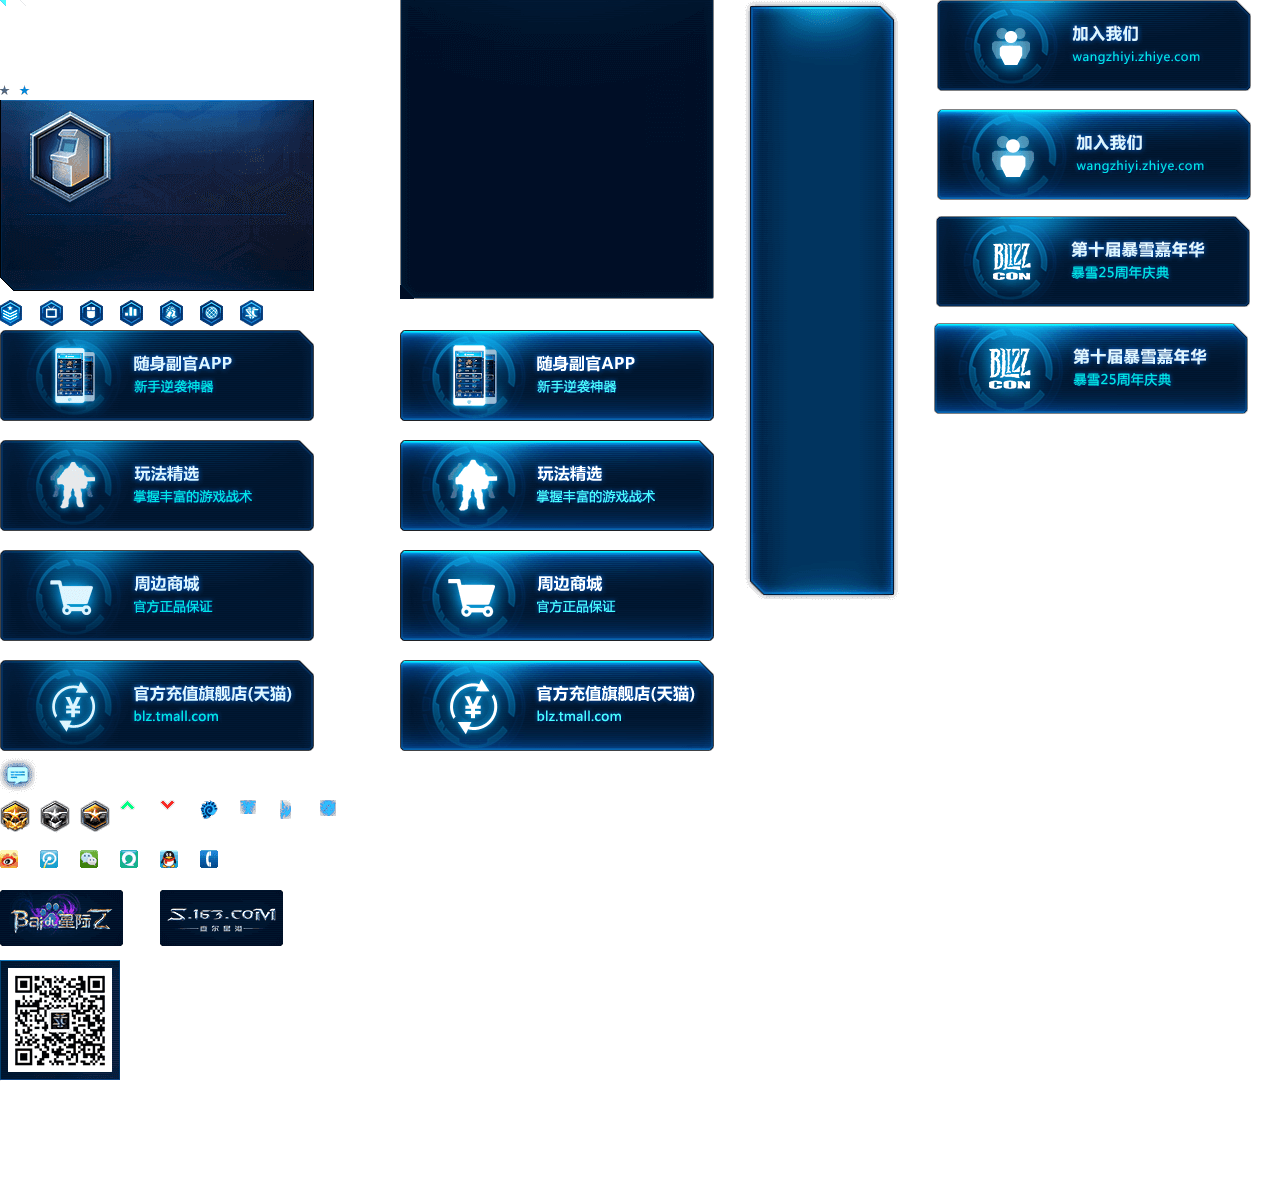 加入我们
wangzhiyi.zhiye.com
加入我们
wangzhiyi.zhiye.com
BLIZZ
CON
第十届暴雪嘉年华
暴雪25周年庆典
BLIZZ
CON
第十届暴雪嘉年华
暴雪25周年庆典
随身副官APP
新手逆袭神器
随身副官APP
新手逆袭神器
玩法精选
掌握丰富的游戏战术
玩法精选
掌握丰富的游戏战术
周边商城
官方正品保证
周边商城
官方正品保证
¥
官方充值旗舰店(天猫)
blz.tmall.com
¥
官方充值旗舰店(天猫)
blz.tmall.com
Baidu星际2
S.163.COM